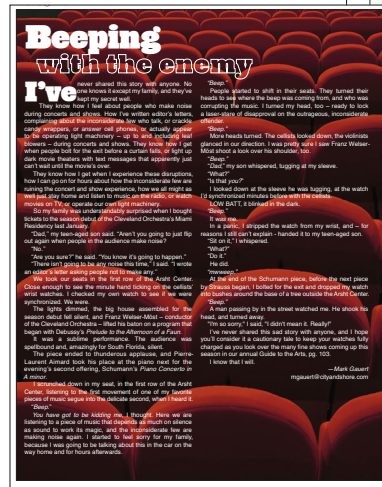 Beeping
with the enemy
I've never shared this story with anyone. No
one knows it except my family, and they've
kept my secret well.
They know how I feel about people who make noise
during concerts and shows. How I've written editor's letters,
complaining about the inconsiderate few who talk, or crackle
candy wrappers, or answer cell phones, or actually appear
to be operating light machinery – up to and including leaf
blowers – during concerts and shows. They know how I get
when people bolt for the exit before a curtain falls, or light up
dark movie theaters with text messages that apparently just
can't wait until the movie's over.
They know how I get when I experience these disruptions,
how I can go on for hours about how the inconsiderate few are
ruining the concert and show experience, how we all might as
well just stay home and listen to music on the radio, or watch
movies on TV, or operate our own light machinery.
So my family was understandably surprised when I bought
tickets to the season debut of the Cleveland Orchestra's Miami
Residency last January.
"Dad," my teen-aged son said. "Aren't you going to just flip
out again when people in the audience make noise?
"No."
"Are you sure?" he said. "You know it's going to happen."
"There isn't going to be any noise this time," I said. "I wrote
an editor's letter asking people not to make any."
We took our seats in the first row of the Arsht Center.
Close enough to see the minute hand ticking on the cellists'
wrist watches. I checked my own watch to see if we were
synchronized. We were.
The lights dimmed, the big house assembled for the
season debut fell silent, and Franz Welser-Möst – conductor of
the Cleveland Orchestra – lifted his baton on a program that
began with Debussy's Prelude to the Afternoon of a Faun.
It was a sublime performance. The audience was
spellbound and, amazingly for South Florida, silent.
The piece ended to thunderous applause, and Pierre-
Laurent Aimard took his place at the piano next for the
evening's second offering, Schumann's Piano Concerto in
A minor.
I scrunched down in my seat, in the first row of the Arsht
Center, listening to the first movement of one of my favorite
pieces of music segue into the delicate second, when I heard it.
"Beep."
You have got to be kidding me, I thought. Here we are
listening to a piece of music that depends as much on silence
as sound to work its magic, and the inconsiderate few are
making noise again. I started to feel sorry for my family,
because I was going to be talking about this in the car on the
way home and for hours afterwards.
"Beep."
People started to shift in their seats. They turned their
heads to see where the beep was coming from, and who was
corrupting the music. I turned my head, too – ready to lock
a laser-stare of disapproval on the outrageous, inconsiderate
offender.
"Beep."
More heads turned. The cellists looked down, the violinists
glanced in our direction. I was pretty sure I saw Franz Welser-
Möst shoot a look over his shoulder, too.
"Beep."
"Dad," my son whispered, tugging at my sleeve.
"What?"
"Is that you?"
I looked down at the sleeve he was tugging, at the watch
I'd synchronized minutes before with the cellists.
LOW BATT, it blinked in the dark.
"Beep."
It was me.
In a panic, I stripped the watch from my wrist, and – for
reasons I still can't explain – handed it to my teen-aged son.
"Sit on it," I whispered.
"What?"
"Do it."
He did.
"mwweep."
At the end of the Schumann piece, before the next piece
by Strauss began, I bolted for the exit and dropped my watch
into bushes around the base of a tree outside the Arsht Center.
"Beep."
A man passing by in the street watched me. He shook his
head, and turned away.
"I'm so sorry," I said. "I didn't mean it. Really!"
I've never shared this sad story with anyone, and I hope
you'll consider it a cautionary tale to keep your watches fully
charged as you look over the many fine shows coming up this
season in our annual Guide to the Arts, pg. 103.
I know that I will.
—Mark Gauert
mgauert@cityandshore.com